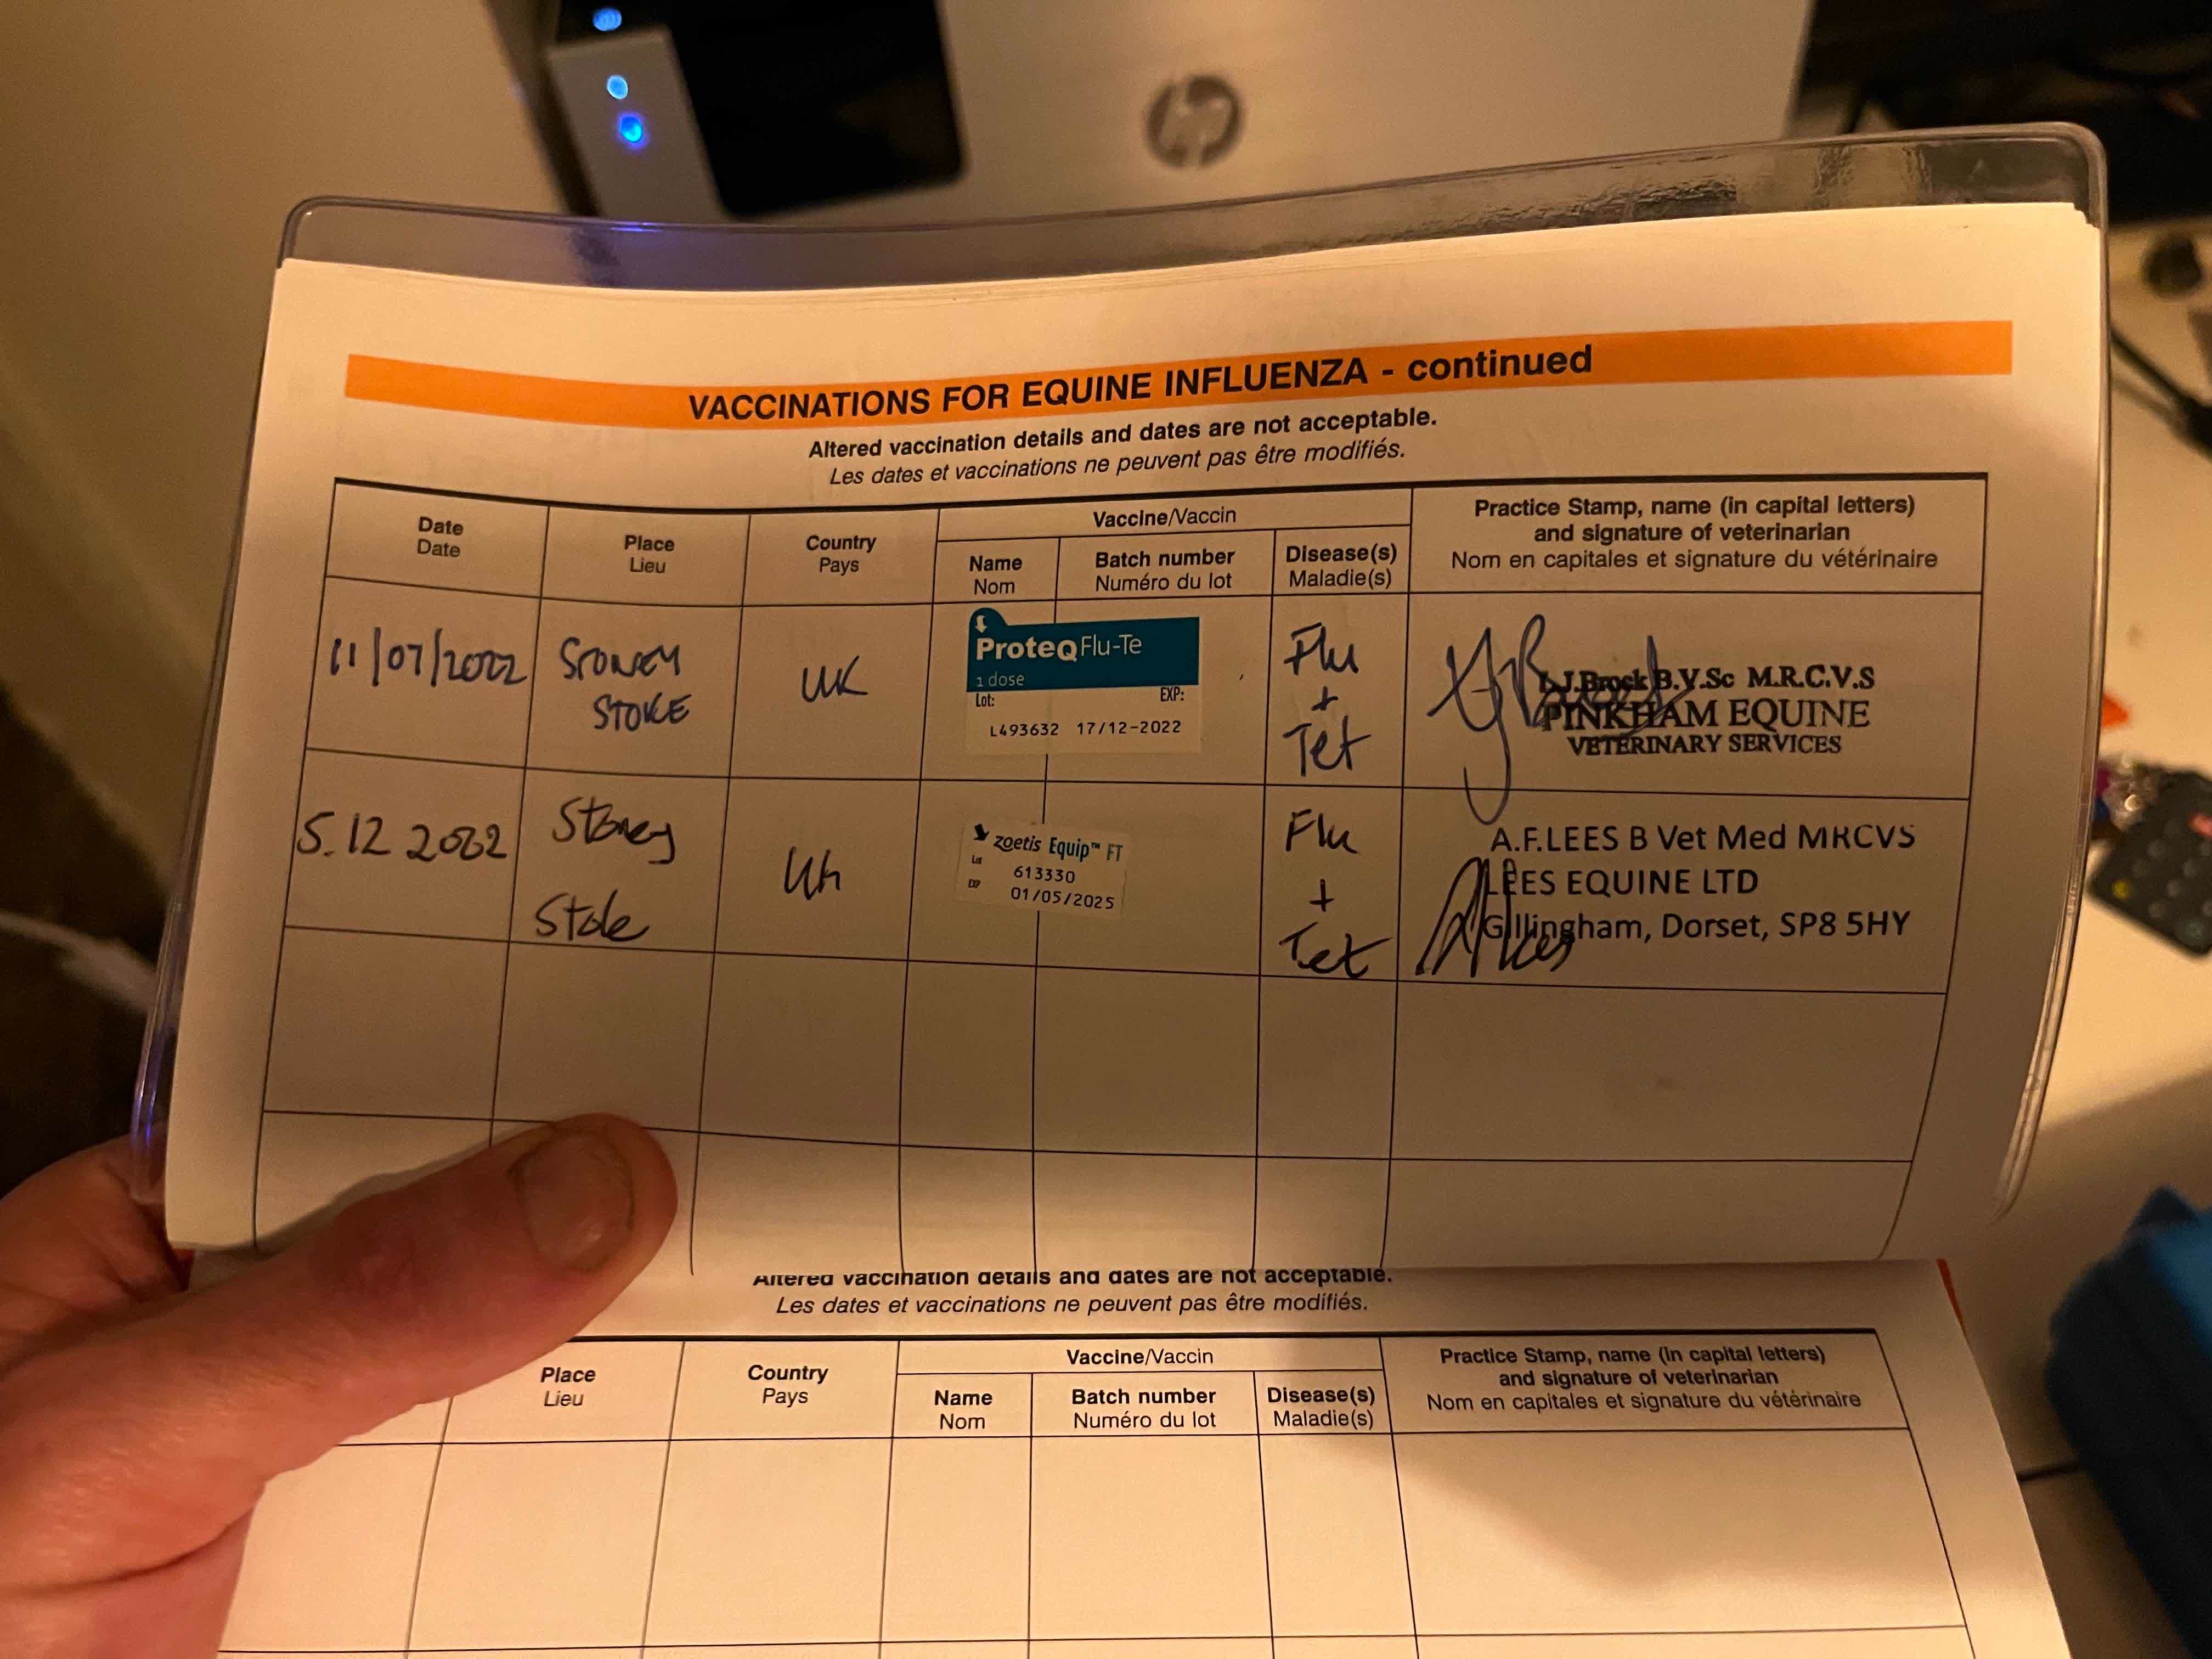 hp
VACCINATIONS FOR EQUINE INFLUENZA - continued
Altered vaccination details and dates are not acceptable.
Les dates et vaccinations ne peuvent pas être modifiés.
Date
Date
Place
Lieu
Country
Pays
Vaccine/Vaccin
Name
Nom
Batch number
Numéro du lot
Disease(s)
Maladie(s)
Practice Stamp, name (in capital letters)
and signature of veterinarian
Nom en capitales et signature du vétérinaire
11/07/2022
STONEY
STOKE
UK
ProteqFlu-Te
1 dose
Lot:
EXP:
L493632 17/12-2022
Flu
+
Tet
J.Brock B.V.Sc M.R.C.V.S
PINKHAM EQUINE
VETERINARY SERVICES
5.12 2022
Stoney
Stoke
Uk
zoetis Equip™ FT
Lot
613330
EXP
01/05/2025
Flu
+
Tet
A.F.LEES B Vet Med MRCVS
LEES EQUINE LTD
Gillingham, Dorset, SP8 5HY
Altered vaccination details and dates are not acceptable.
Les dates et vaccinations ne peuvent pas être modifiés.
Place
Lieu
Country
Pays
Vaccine/Vaccin
Name
Nom
Batch number
Numéro du lot
Disease(s)
Maladie(s)
Practice Stamp, name (in capital letters)
and signature of veterinarian
Nom en capitales et signature du vétérinaire